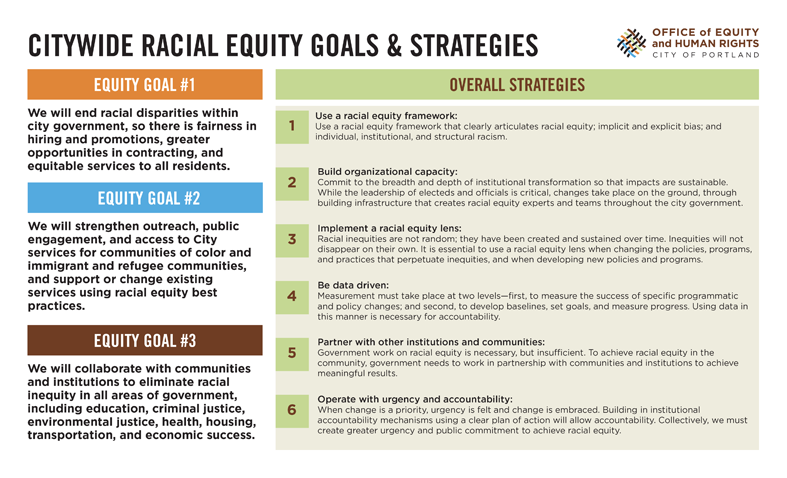 CITYWIDE RACIAL EQUITY GOALS & STRATEGIES
OFFICE of EQUITY
and HUMAN RIGHTS
CITY OF PORTLAND
EQUITY GOAL #1
We will end racial disparities within
city government, so there is fairness in
hiring and promotions, greater
opportunities in contracting, and
equitable services to all residents.
EQUITY GOAL #2
We will strengthen outreach, public
engagement, and access to City
services for communities of color and
immigrant and refugee communities,
and support or change existing
services using racial equity best
practices.
EQUITY GOAL #3
We will collaborate with communities
and institutions to eliminate racial
inequity in all areas of government,
including education, criminal justice,
environmental justice, health, housing,
transportation, and economic success.
OVERALL STRATEGIES
1
Use a racial equity framework:
Use a racial equity framework that clearly articulates racial equity; implicit and explicit bias; and
individual, institutional, and structural racism.
2
Build organizational capacity:
Commit to the breadth and depth of institutional transformation so that impacts are sustainable.
While the leadership of electeds and officials is critical, changes take place on the ground, through
building infrastructure that creates racial equity experts and teams throughout the city government.
3
Implement a racial equity lens:
Racial inequities are not random; they have been created and sustained over time. Inequities will not
disappear on their own. It is essential to use a racial equity lens when changing the policies, programs,
and practices that perpetuate inequities, and when developing new policies and programs.
4
Be data driven:
Measurement must take place at two levels—first, to measure the success of specific programmatic
and policy changes; and second, to develop baselines, set goals, and measure progress. Using data in
this manner is necessary for accountability.
5
Partner with other institutions and communities:
Government work on racial equity is necessary, but insufficient. To achieve racial equity in the
community, government needs to work in partnership with communities and institutions to achieve
meaningful results.
6
Operate with urgency and accountability:
When change is a priority, urgency is felt and change is embraced. Building in institutional
accountability mechanisms using a clear plan of action will allow accountability. Collectively, we must
create greater urgency and public commitment to achieve racial equity.